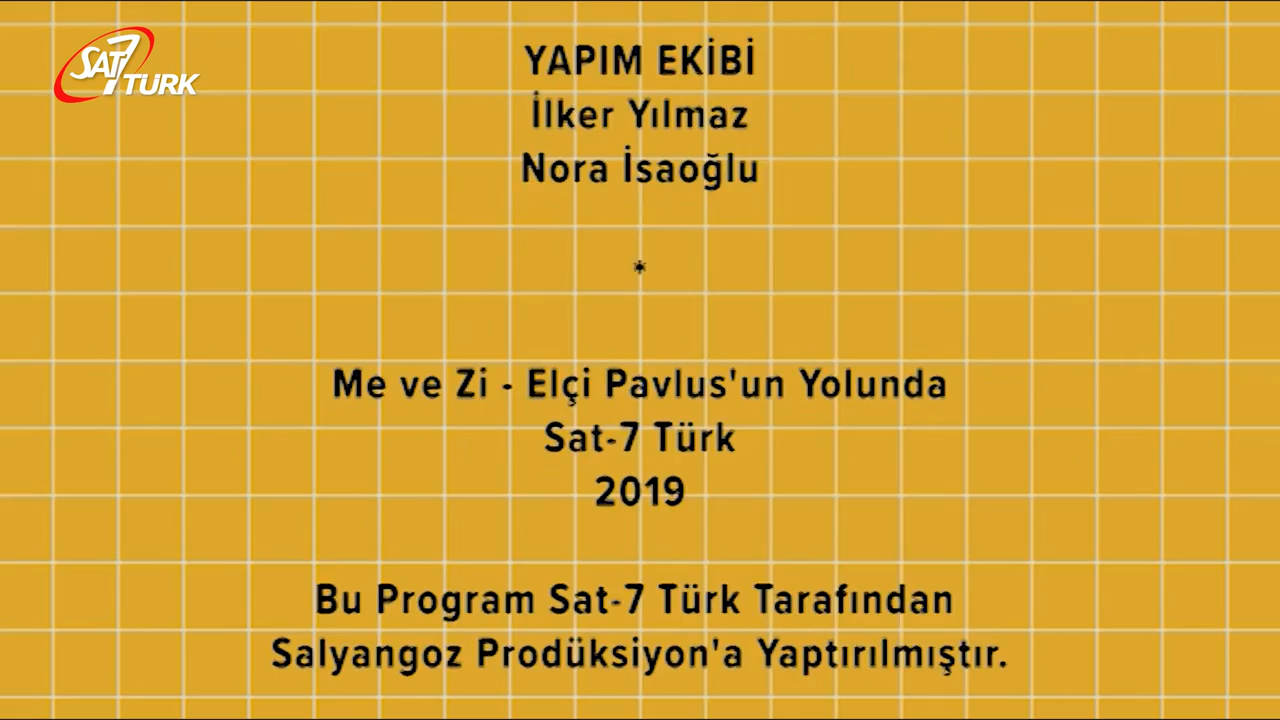 SAT7
TÜRK
YAPIM EKİBİ
İlker Yılmaz
Nora İsaoğlu
*
Me ve Zi - Elçi Pavlus'un Yolunda
Sat-7 Türk
2019
Bu Program Sat-7 Türk Tarafından
Salyangoz Prodüksiyon'a Yaptırılmıştır.